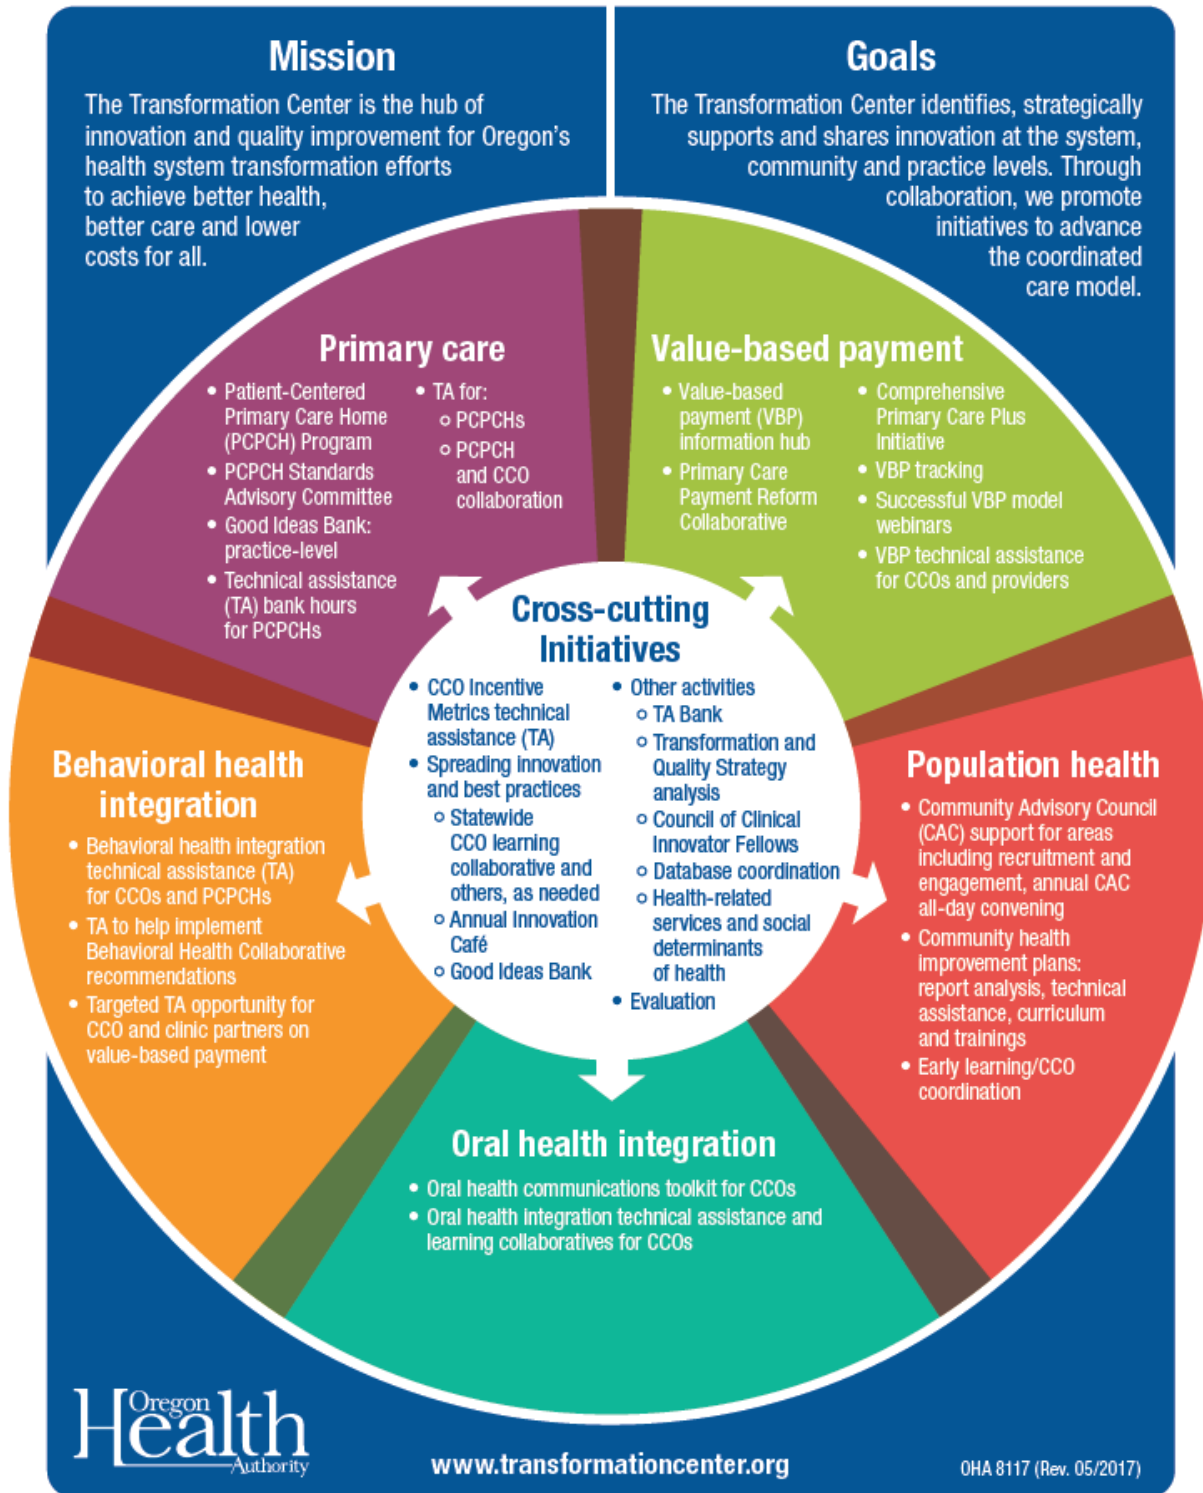 Mission
The Transformation Center is the hub of
innovation and quality improvement for Oregon's
health system transformation efforts
to achieve better health,
better care and lower
costs for all.
Goals
The Transformation Center identifies, strategically
supports and shares innovation at the system,
community and practice levels. Through
collaboration, we promote
initiatives to advance
the coordinated
care model.
Primary care
• Patient-Centered
Primary Care Home
(PCPCH) Program
• PCPCH Standards
Advisory Committee
• Good Ideas Bank:
practice-level
• Technical assistance
(TA) bank hours
for PCPCHs
• TA for:
○ PCPCHs
○ PCPCH
and CCO
collaboration
Value-based payment
• Value-based
payment (VBP)
information hub
• Primary Care
Payment Reform
Collaborative
• Comprehensive
Primary Care Plus
Initiative
• VBP tracking
• Successful VBP model
webinars
• VBP technical assistance
for CCOs and providers
Cross-cutting
Initiatives
• CCO Incentive
Metrics technical
assistance (TA)
• Spreading innovation
and best practices
○ Statewide
CCO learning
collaborative and
others, as needed
○ Annual Innovation
Café
○ Good Ideas Bank
• Other activities
○ TA Bank
○ Transformation and
Quality Strategy
analysis
○ Council of Clinical
Innovator Fellows
○ Database coordination
○ Health-related
services and social
determinants
of health
• Evaluation
Behavioral health
integration
• Behavioral health integration
technical assistance (TA)
for CCOs and PCPCHs
• TA to help implement
Behavioral Health Collaborative
recommendations
• Targeted TA opportunity for
CCO and clinic partners on
value-based payment
Population health
• Community Advisory Council
(CAC) support for areas
including recruitment and
engagement, annual CAC
all-day convening
• Community health
improvement plans:
report analysis, technical
assistance, curriculum
and trainings
• Early learning/CCO
coordination
Oral health integration
• Oral health communications toolkit for CCOs
• Oral health integration technical assistance and
learning collaboratives for CCOs
Oregon
Health
Authority
www.transformationcenter.org
OHA 8117 (Rev. 05/2017)